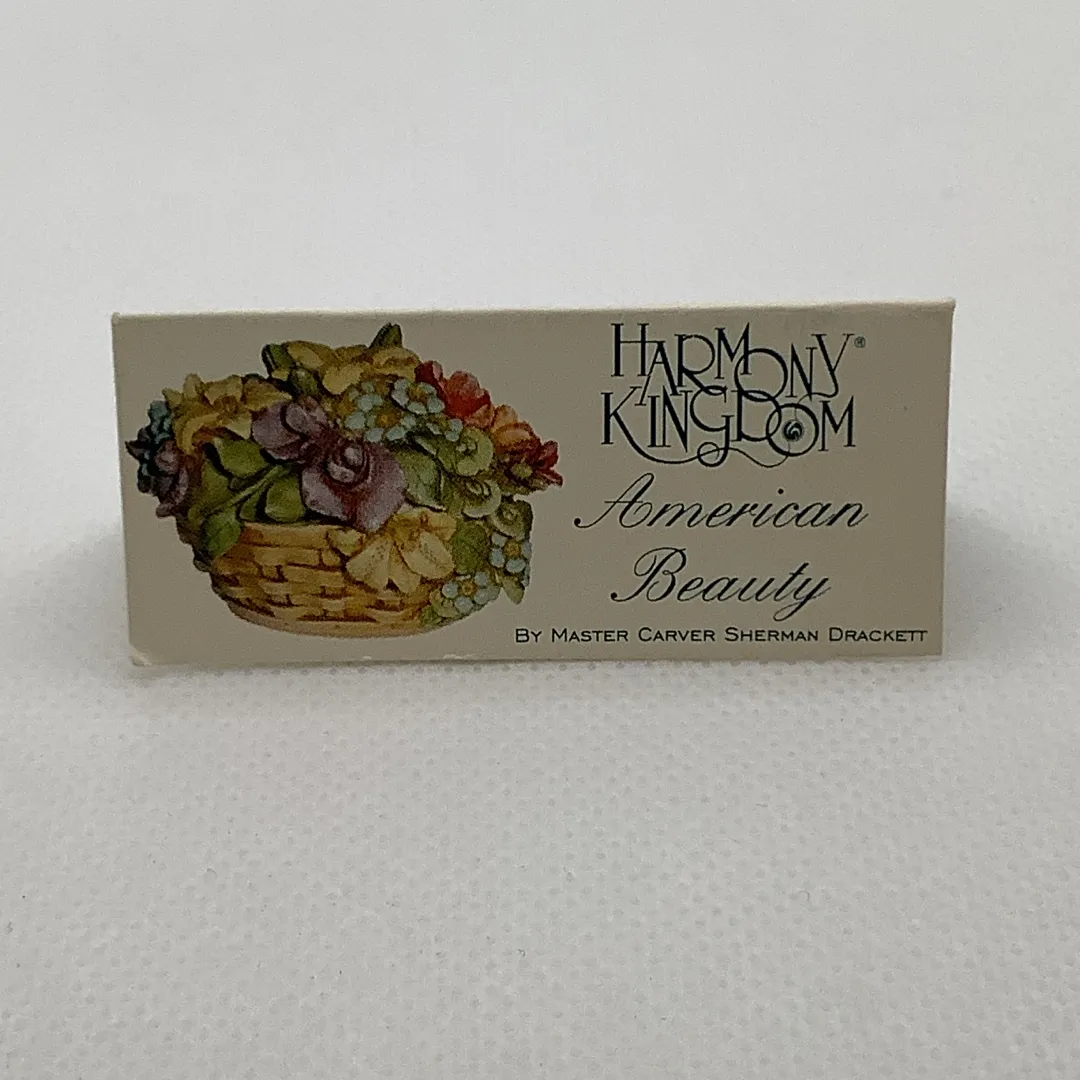 HARMONY®
KINGDOM
American
Beauty
BY MASTER CARVER SHERMAN DRACKETT